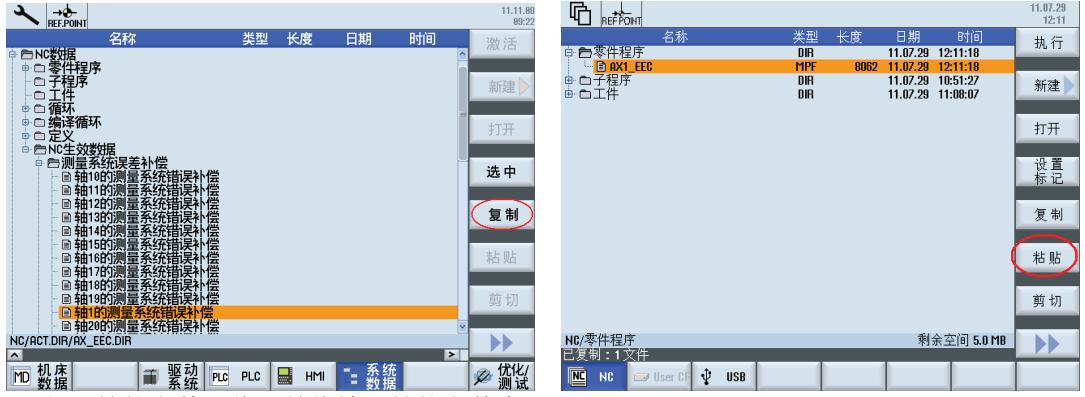 REF.POINT
11.11.08
09:22
名称 类型 长度 日期 时间
NC数据
零件程序
子程序
工件
循环
编译循环
定义
NC生效数据
测量系统误差补偿
轴10的测量系统错误补偿
轴11的测量系统错误补偿
轴12的测量系统错误补偿
轴13的测量系统错误补偿
轴14的测量系统错误补偿
轴15的测量系统错误补偿
轴16的测量系统错误补偿
轴17的测量系统错误补偿
轴18的测量系统错误补偿
轴19的测量系统错误补偿
轴1的测量系统错误补偿
轴20的测量系统错误补偿
NC/ACT.DIR/AX_EEC.DIR
激活
新建
打开
选中
复制
粘贴
剪切
MD 机床数据
驱动系统
PLC PLC
HMI
系统数据
优化/测试
REF.POINT
11.07.29
12:11
名称 类型 长度 日期 时间
零件程序 DIR 11.07.29 12:11:18
AX1_EEC MPF 8062 11.07.29 12:11:18
子程序 DIR 11.07.29 10:51:27
工件 DIR 11.07.29 11:08:07
NC/零件程序 剩余空间 5.0 MB
已复制：1文件
执行
新建
打开
设置标记
复制
粘贴
剪切
NC NC
User CF
USB